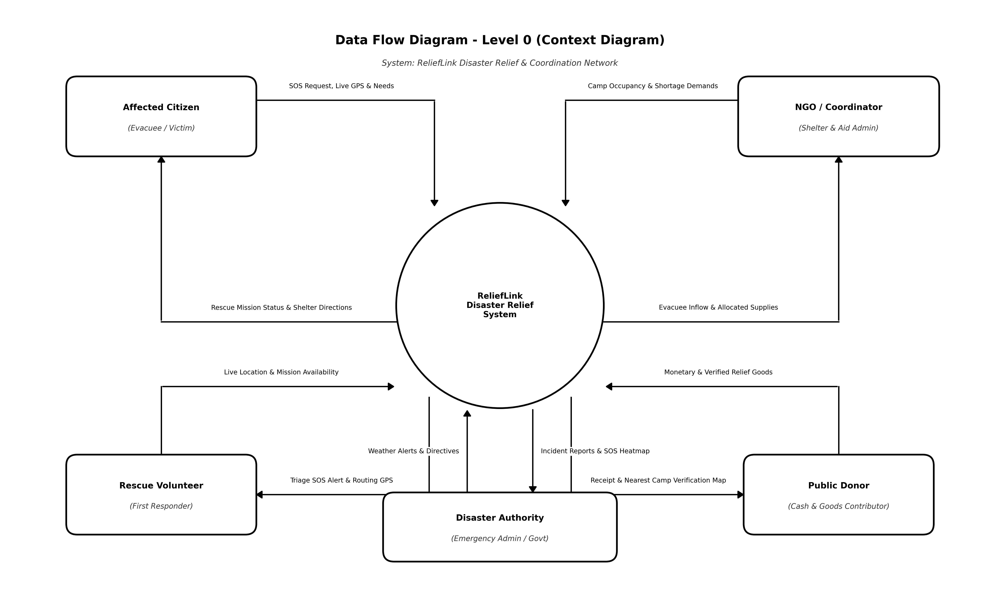 Data Flow Diagram - Level 0 (Context Diagram)
System: ReliefLink Disaster Relief & Coordination Network
SOS Request, Live GPS & Needs
Camp Occupancy & Shortage Demands
Affected Citizen
(Evacuee / Victim)
NGO / Coordinator
(Shelter & Aid Admin)
ReliefLink
Disaster Relief
System
Rescue Mission Status & Shelter Directions
Evacuee Inflow & Allocated Supplies
Live Location & Mission Availability
Monetary & Verified Relief Goods
Weather Alerts & Directives
Incident Reports & SOS Heatmap
Triage SOS Alert & Routing GPS
Receipt & Nearest Camp Verification Map
Rescue Volunteer
(First Responder)
Public Donor
(Cash & Goods Contributor)
Disaster Authority
(Emergency Admin / Govt)